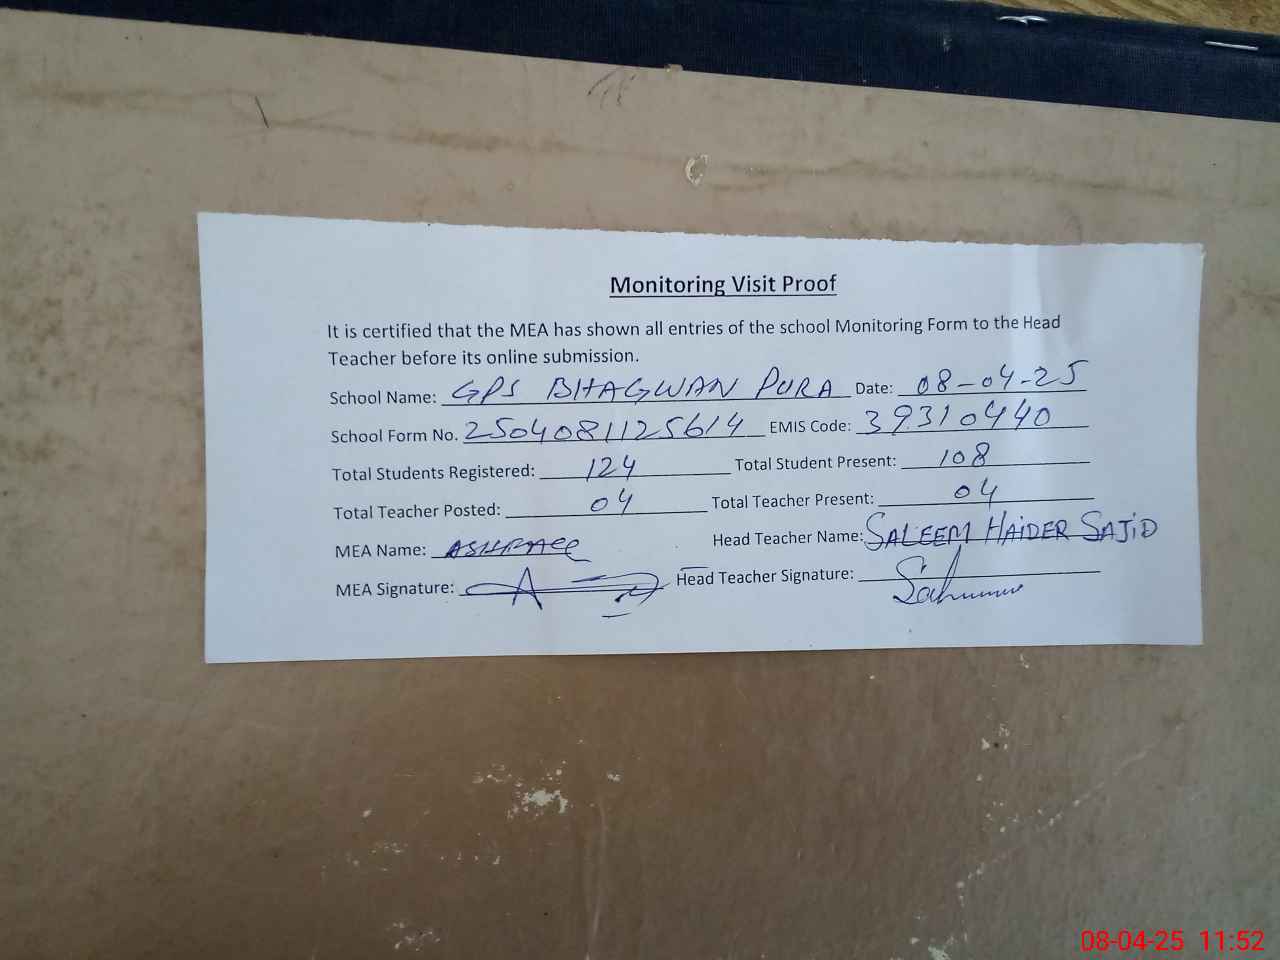 Monitoring Visit Proof
It is certified that the MEA has shown all entries of the school Monitoring Form to the Head
Teacher before its online submission.
School Name: GPS BHAGWAN PURA Date: 08-04-25
School Form No. 2504081125614 EMIS Code: 39310440
Total Students Registered: 124 Total Student Present: 108
Total Teacher Posted: 04 Total Teacher Present: 04
MEA Name: Head Teacher Name: SALEEM HAIDER SAJID
MEA Signature: Head Teacher Signature:
08-04-25 11:52